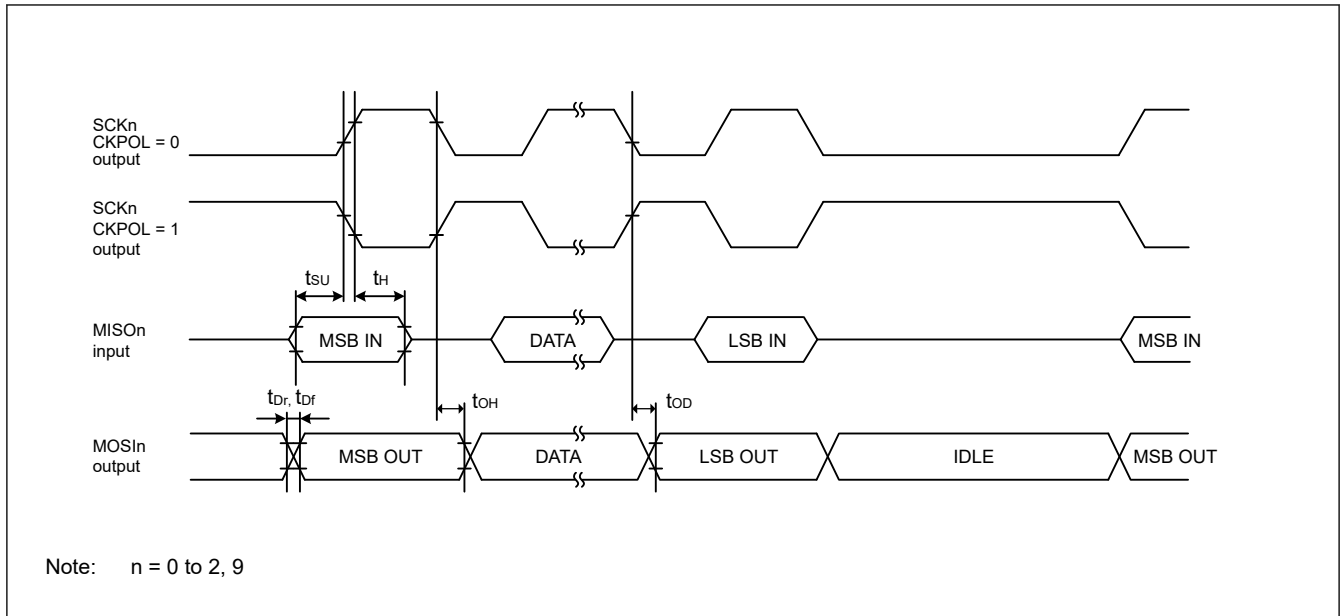 SCKn
CKPOL = 0
output
SCKn
CKPOL = 1
output
tSU
tH
MISOn
input
MSB IN
DATA
LSB IN
MSB IN
tDr, tDf
tOH
tOD
MOSIn
output
MSB OUT
DATA
LSB OUT
IDLE
MSB OUT
Note: n = 0 to 2, 9